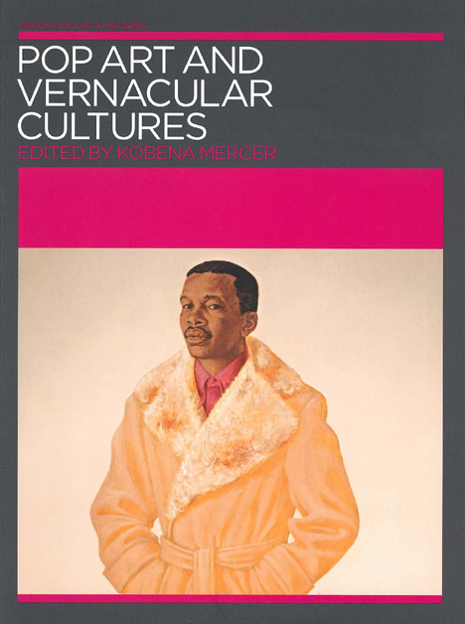 POP ART AND
VERNACULAR
CULTURES
EDITED BY KOBENA MERCER